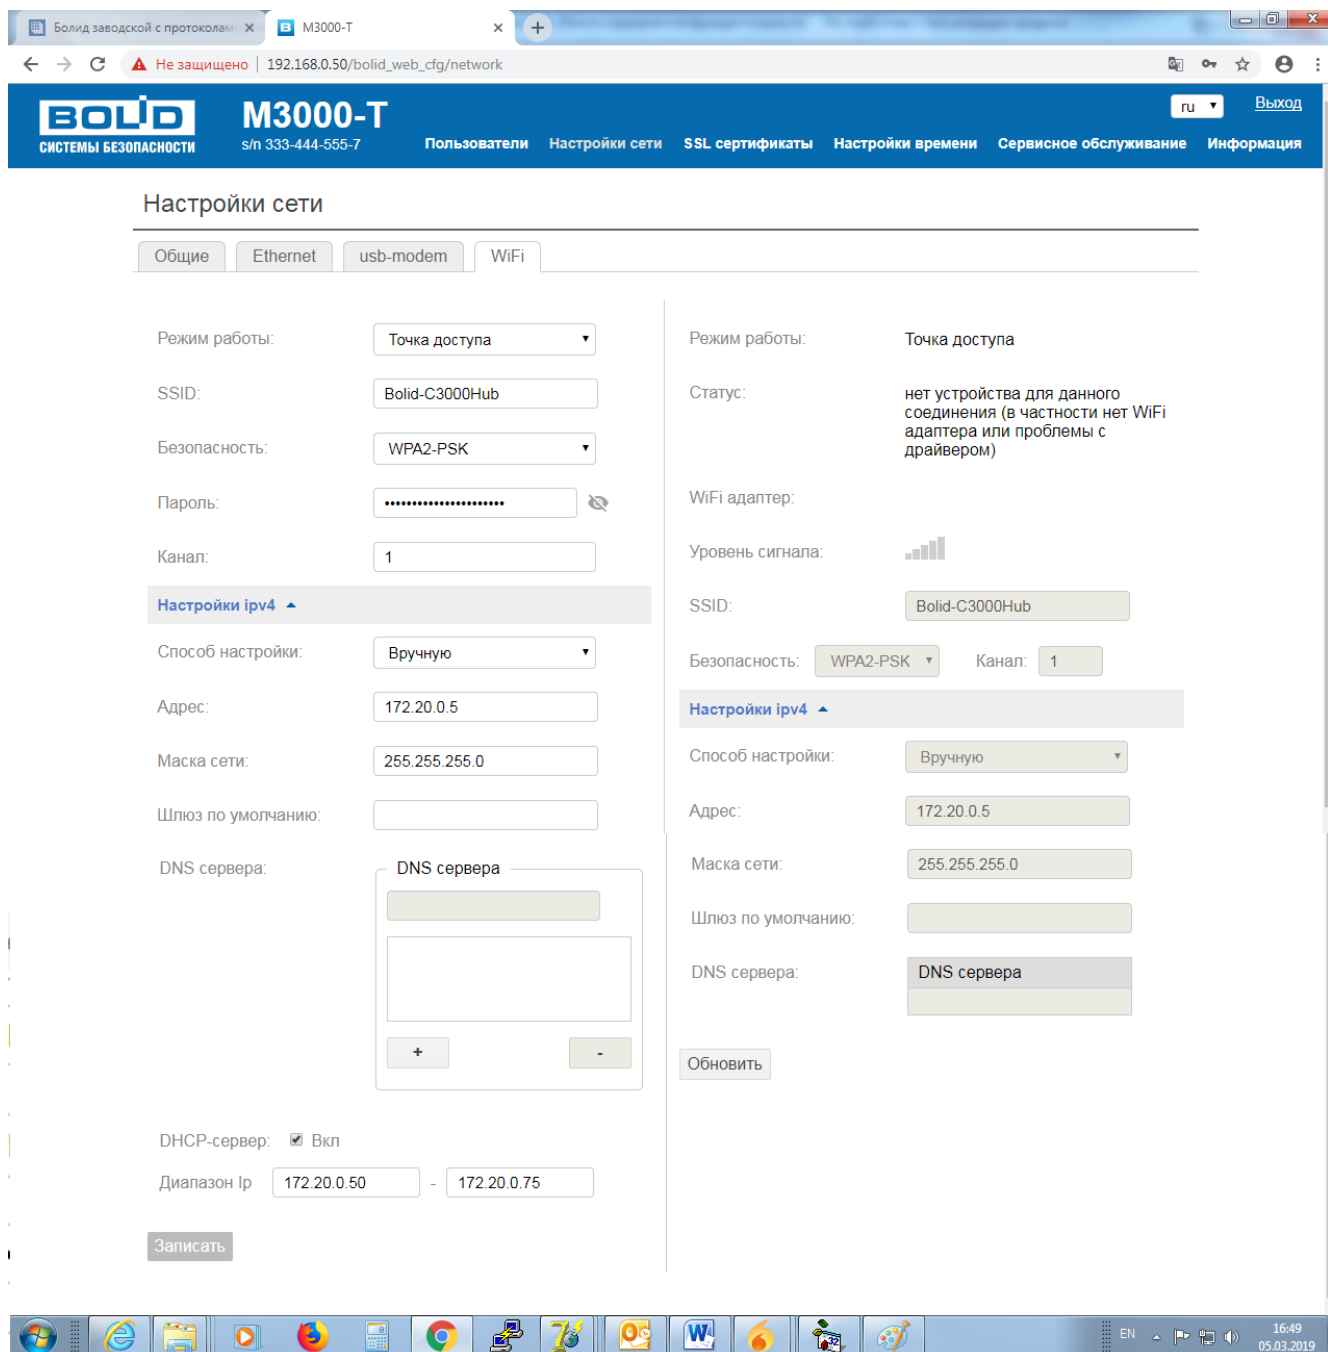 Болид заводской с протоколам
M3000-T
Не защищено | 192.168.0.50/bolid_web_cfg/network
BOLID
СИСТЕМЫ БЕЗОПАСНОСТИ
M3000-T
s/n 333-444-555-7
ru
Выход
Пользователи Настройки сети SSL сертификаты Настройки времени Сервисное обслуживание Информация
Настройки сети
Общие Ethernet usb-modem WiFi
Режим работы: Точка доступа
SSID: Bolid-C3000Hub
Безопасность: WPA2-PSK
Пароль: ••••••••••••••••••••••
Канал: 1
Настройки ipv4
Способ настройки: Вручную
Адрес: 172.20.0.5
Маска сети: 255.255.255.0
Шлюз по умолчанию:
DNS сервера: DNS сервера
+ -
DHCP-сервер: Вкл
Диапазон Ip 172.20.0.50 - 172.20.0.75
Записать
Режим работы: Точка доступа
Статус: нет устройства для данного
соединения (в частности нет WiFi
адаптера или проблемы с
драйвером)
WiFi адаптер:
Уровень сигнала:
SSID: Bolid-C3000Hub
Безопасность: WPA2-PSK Канал: 1
Настройки ipv4
Способ настройки: Вручную
Адрес: 172.20.0.5
Маска сети: 255.255.255.0
Шлюз по умолчанию:
DNS сервера: DNS сервера
Обновить
EN
16:49
05.03.2019